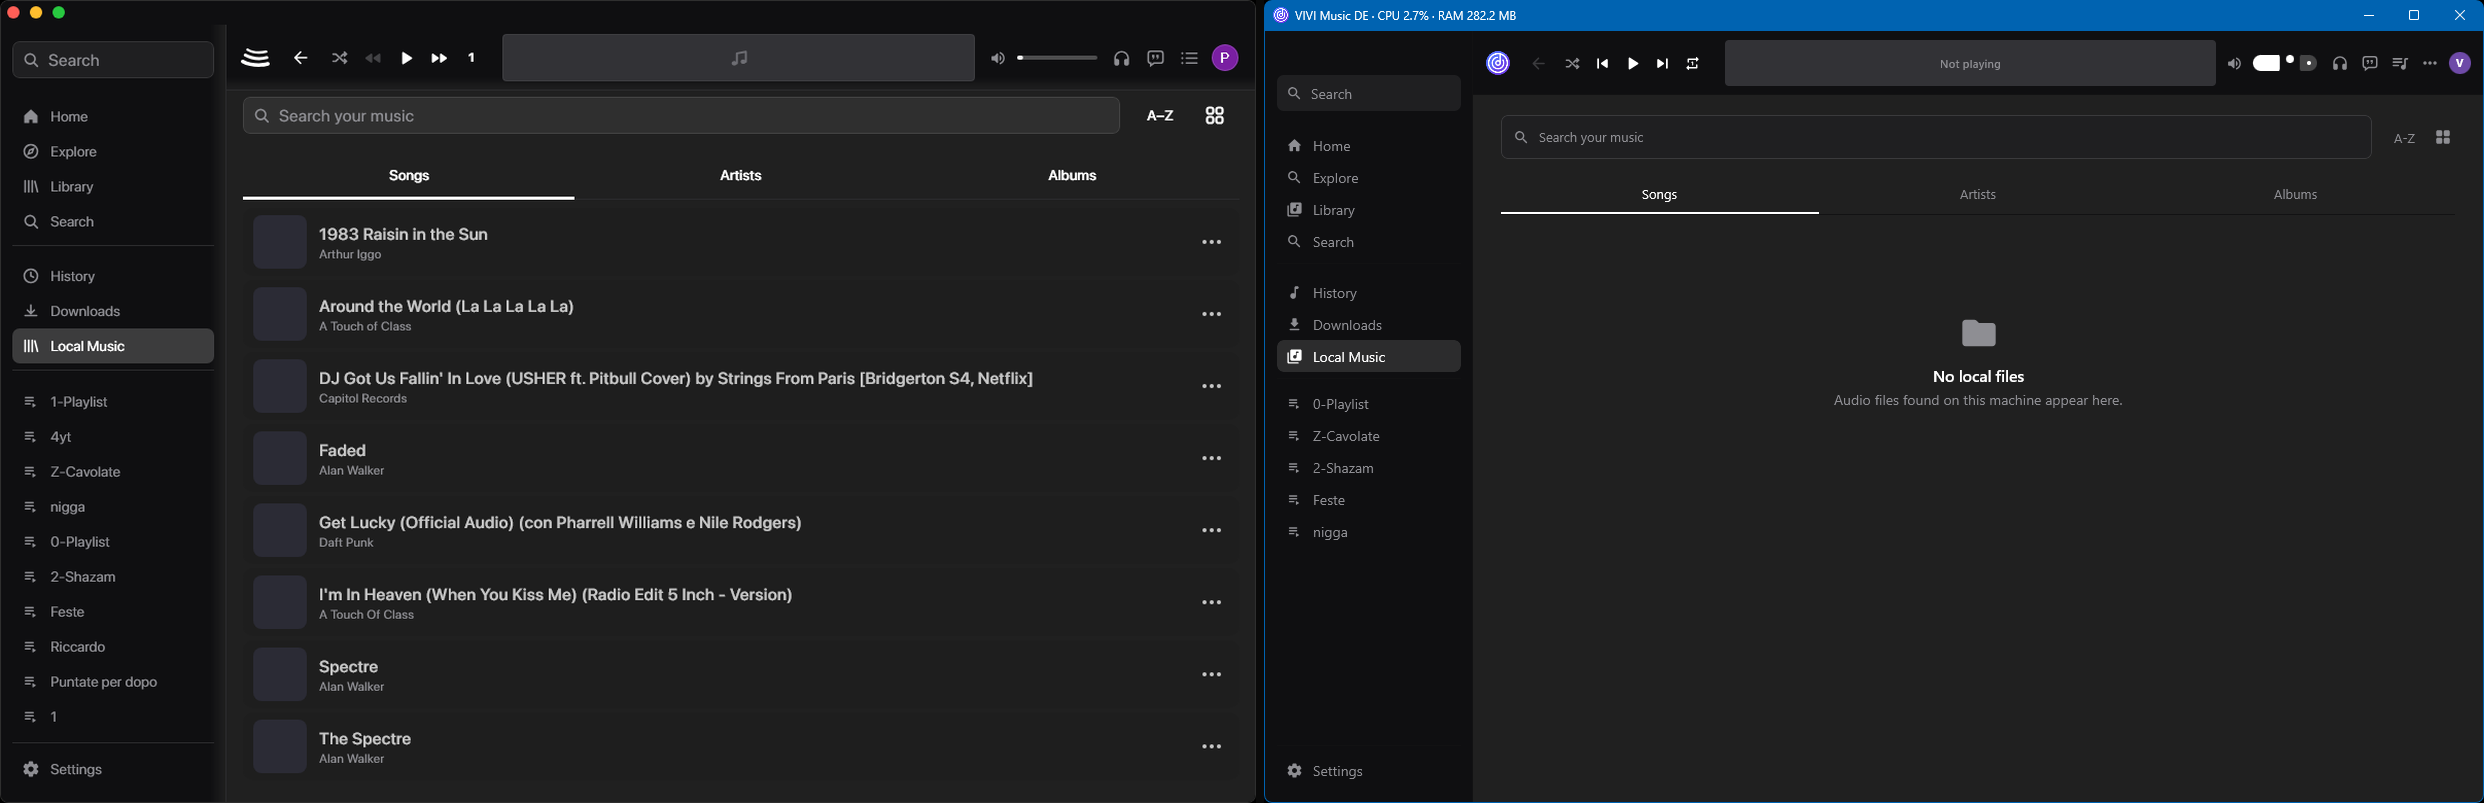 Search
Home
Explore
Library
Search
History
Downloads
Local Music
1-Playlist
4yt
Z-Cavolate
nigga
0-Playlist
2-Shazam
Feste
Riccardo
Puntate per dopo
1
Settings
1
P
Search your music
A–Z
Songs Artists Albums
1983 Raisin in the Sun
Arthur Iggo
Around the World (La La La La La)
A Touch of Class
DJ Got Us Fallin' In Love (USHER ft. Pitbull Cover) by Strings From Paris [Bridgerton S4, Netflix]
Capitol Records
Faded
Alan Walker
Get Lucky (Official Audio) (con Pharrell Williams e Nile Rodgers)
Daft Punk
I'm In Heaven (When You Kiss Me) (Radio Edit 5 Inch - Version)
A Touch Of Class
Spectre
Alan Walker
The Spectre
Alan Walker
VIVI Music DE · CPU 2.7% · RAM 282.2 MB
Search
Home
Explore
Library
Search
History
Downloads
Local Music
0-Playlist
Z-Cavolate
2-Shazam
Feste
nigga
Settings
Not playing
V
Search your music
A-Z
Songs Artists Albums
No local files
Audio files found on this machine appear here.